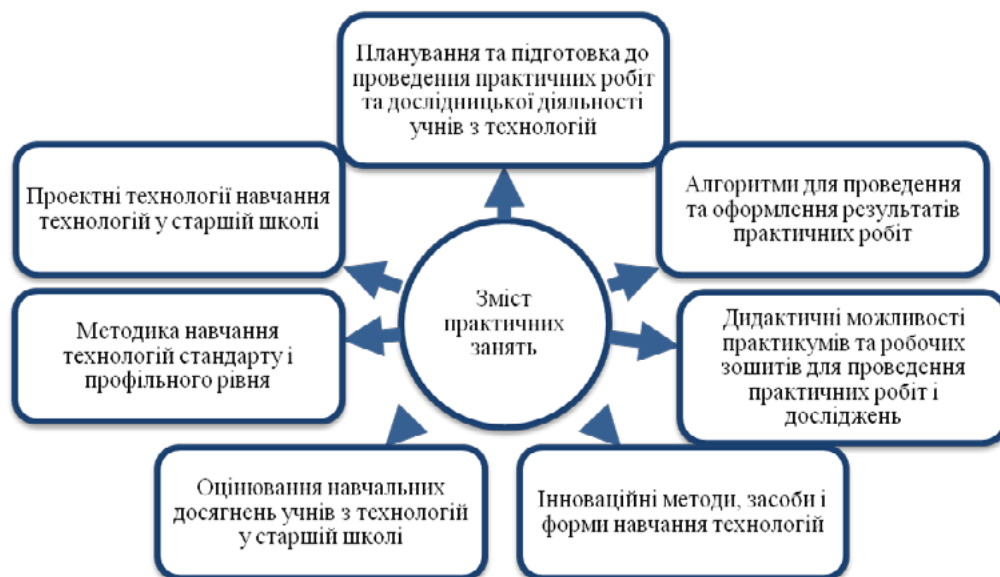 Планування та підготовка до
проведення практичних робіт
та дослідницької діяльності
учнів з технологій
Проектні технології навчання
технологій у старшій школі
Алгоритми для проведення
та оформлення результатів
практичних робіт
Зміст
практичних
занять
Методика навчання
технологій стандарту і
профільного рівня
Дидактичні можливості
практикумів та робочих
зошитів для проведення
практичних робіт і
досліджень
Оцінювання навчальних
досягнень учнів з технологій
у старшій школі
Інноваційні методи, засоби і
форми навчання технологій